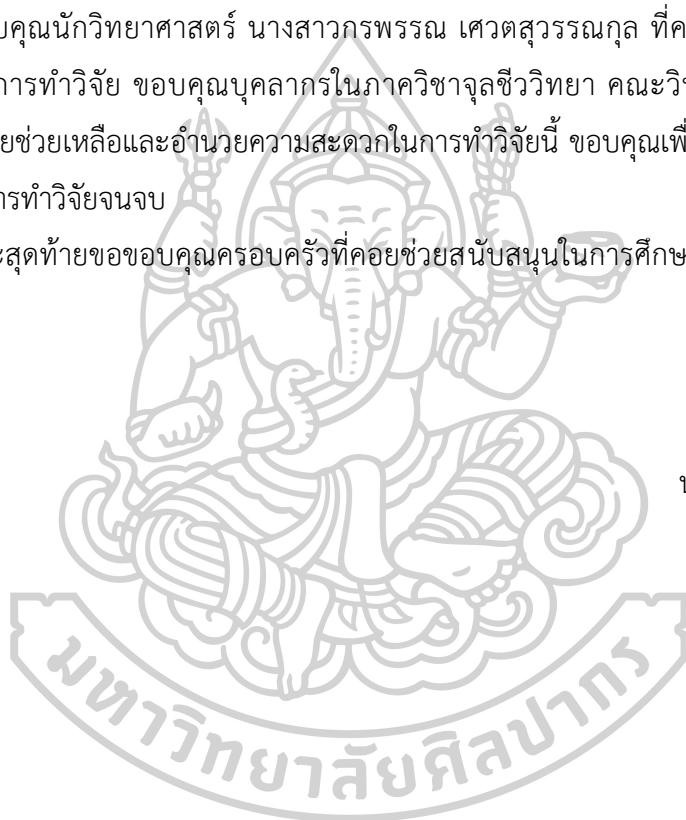 บคุณนักวิทยาศาสตร์ นางสาวกรพรรณ เศวตสุวรรณกุล ที่ค
การทำวิจัย ขอบคุณบุคลากรในภาควิชาจุลชีววิทยา คณะวิ
ยช่วยเหลือและอำนวยความสะดวกในการทำวิจัยนี้ ขอบคุณเพื่
ารทำวิจัยจนจบ
ะสุดท้ายขอขอบคุณครอบครัวที่คอยช่วยสนับสนุนในการศึกษ
มหาวิทยาลัยศิลปากร